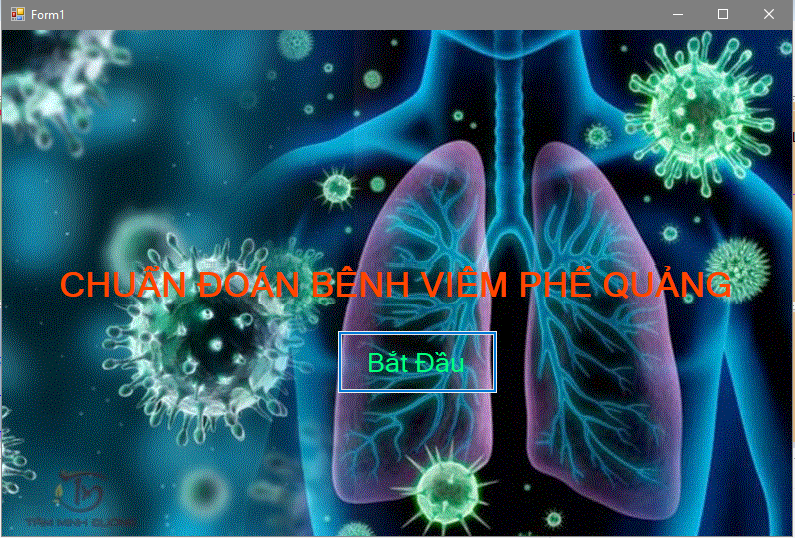 Form1
CHUẨN ĐOÁN BỆNH VIÊM PHẾ QUẢNG
Bắt Đầu